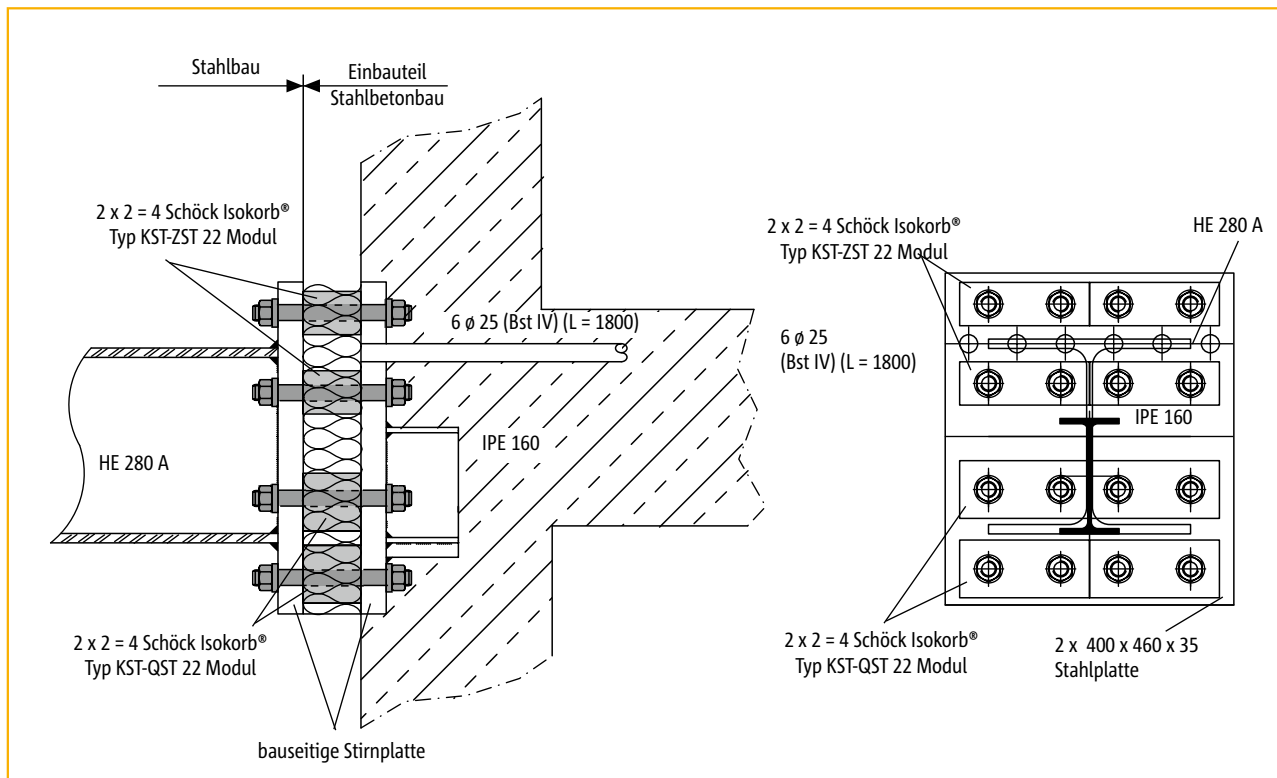 Stahlbau
Einbauteil
Stahlbetonbau
2 x 2 = 4 Schöck Isokorb®
Typ KST-ZST 22 Modul
6 ø 25 (Bst IV) (L = 1800)
HE 280 A
IPE 160
2 x 2 = 4 Schöck Isokorb®
Typ KST-QST 22 Modul
bauseitige Stirnplatte
2 x 2 = 4 Schöck Isokorb®
Typ KST-ZST 22 Modul
HE 280 A
6 ø 25
(Bst IV) (L = 1800)
IPE 160
2 x 2 = 4 Schöck Isokorb®
Typ KST-QST 22 Modul
2 x 400 x 460 x 35
Stahlplatte